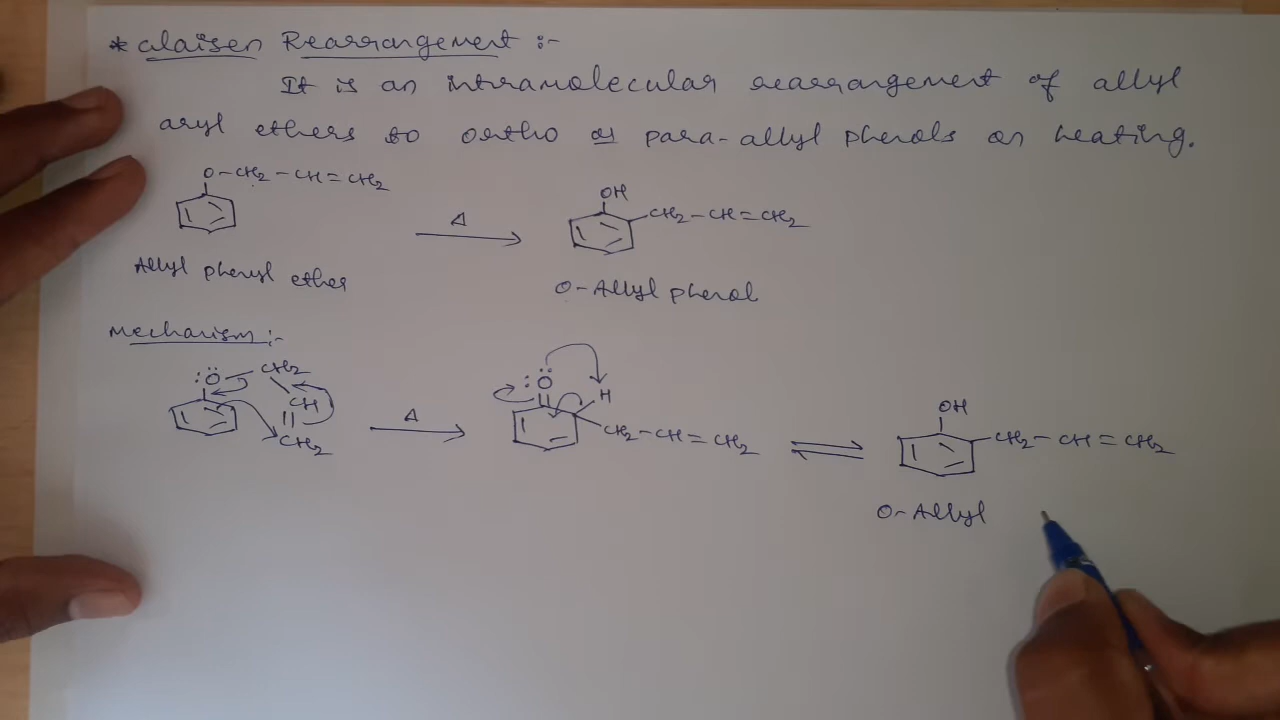 * Claisen Rearrangement :-
It is an intramolecular rearrangement of allyl
aryl ethers to ortho or para-allyl phenols on heating.
O-CH2-CH=CH2
Δ
OH
CH2-CH=CH2
Allyl phenyl ether
O-Allyl phenol
Mechanism:-
:Ö
CH2
CH
CH2
Δ
:Ö
H
CH2-CH=CH2
OH
CH2-CH=CH2
O-Allyl